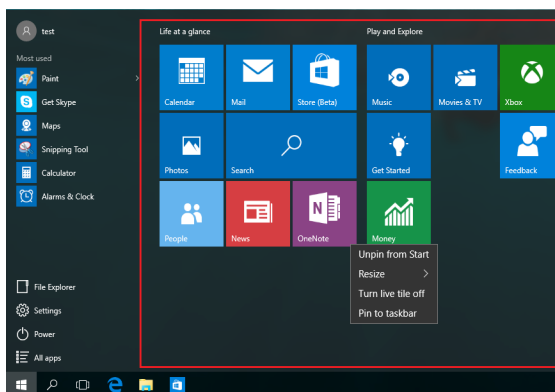 test
Most used
Paint
Get Skype
Maps
Snipping Tool
Calculator
Alarms & Clock
File Explorer
Settings
Power
All apps
Life at a glance
Play and Explore
Calendar
Mail
Store (Beta)
Music
Movies & TV
Xbox
Photos
Search
Get Started
Feedback
People
News
OneNote
Money
Unpin from Start
Resize
Turn live tile off
Pin to taskbar